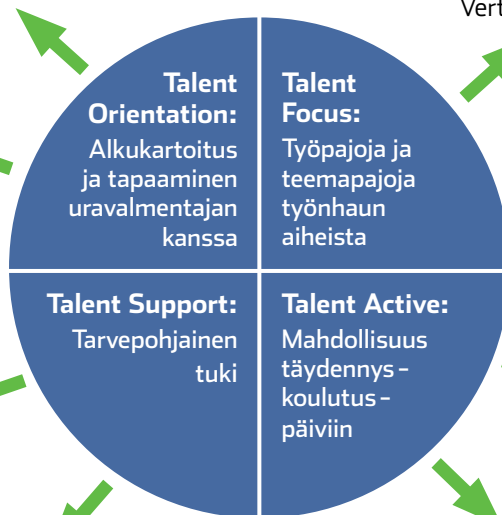 Vert
Talent
Orientation:
Alkukartoitus
ja tapaaminen
uravalmentajan
kanssa
Talent
Focus:
Työpajoja ja
teemapajoja
työnhaun
aiheista
Talent Support:
Tarvepohjainen
tuki
Talent Active:
Mahdollisuus
täydennys-
koulutus-
päiviin